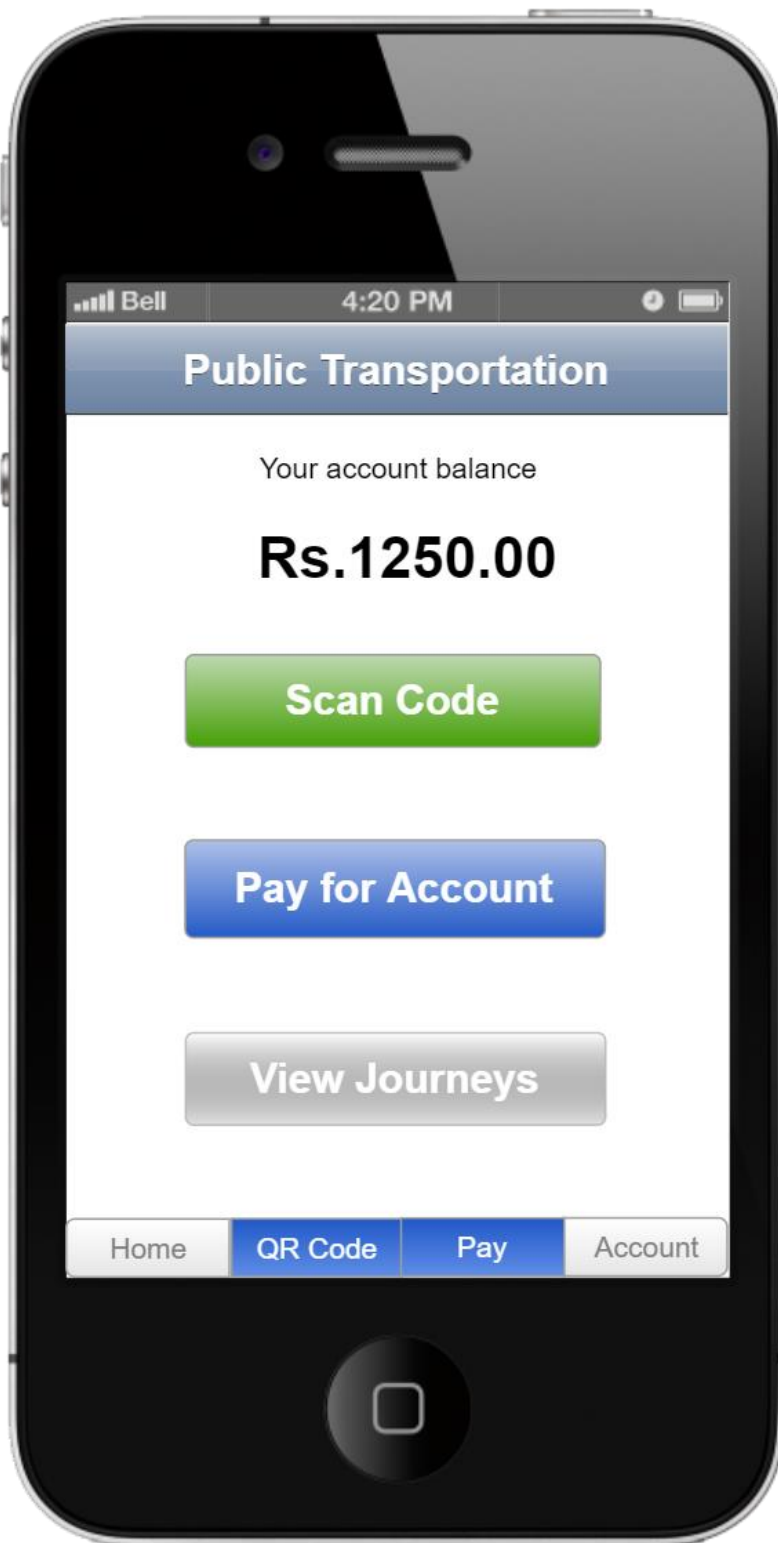 Bell 4:20 PM
Public Transportation
Your account balance
Rs.1250.00
Scan Code
Pay for Account
View Journeys
Home QR Code Pay Account